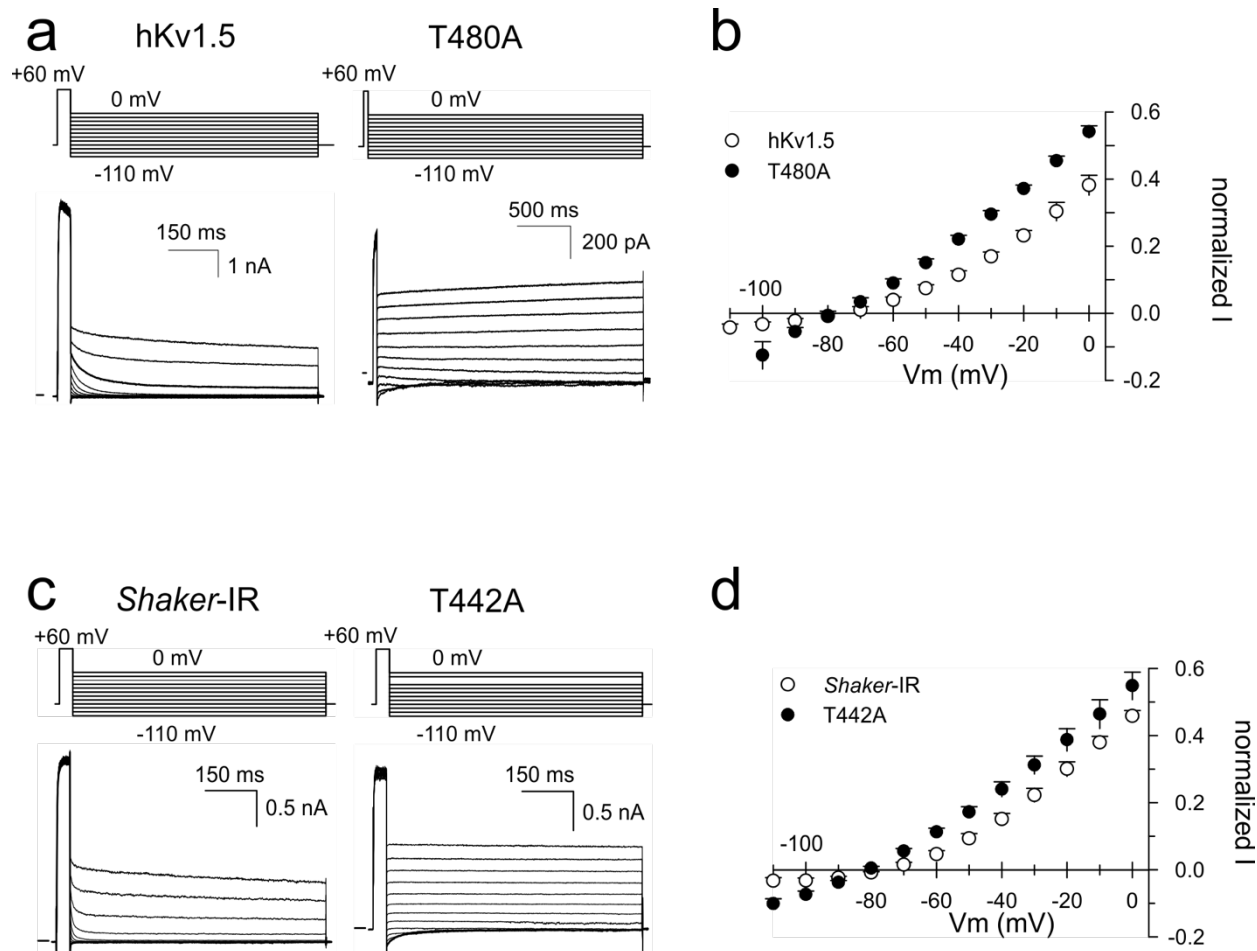 a
hKv1.5
T480A
+60 mV
0 mV
-110 mV
150 ms
1 nA
+60 mV
0 mV
-110 mV
500 ms
200 pA
b
hKv1.5
T480A
0.6
0.4
0.2
0.0
-0.2
normalized I
-100
-80
-60
-40
-20
0
Vm (mV)
c
Shaker-IR
T442A
+60 mV
0 mV
-110 mV
150 ms
0.5 nA
+60 mV
0 mV
-110 mV
150 ms
0.5 nA
d
Shaker-IR
T442A
0.6
0.4
0.2
0.0
-0.2
normalized I
-100
-80
-60
-40
-20
0
Vm (mV)